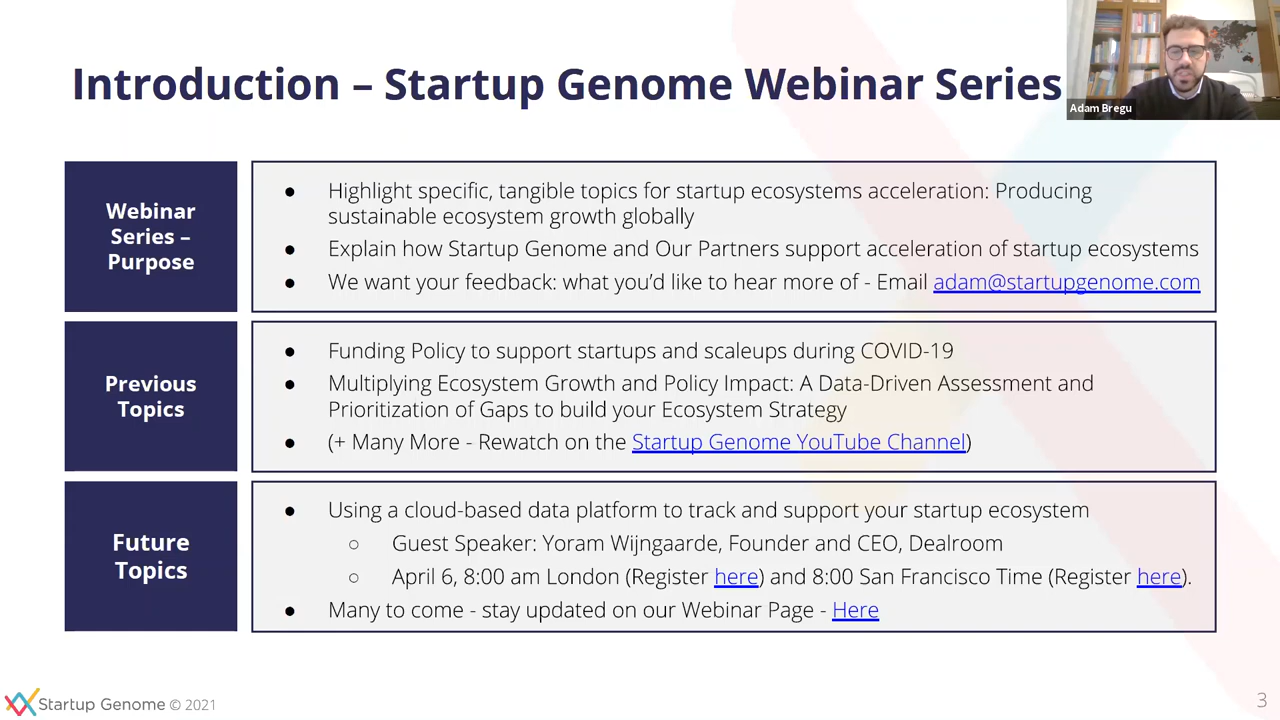 Introduction – Startup Genome Webinar Series
Adam Bregu
Webinar
Series –
Purpose
● Highlight specific, tangible topics for startup ecosystems acceleration: Producing
sustainable ecosystem growth globally
● Explain how Startup Genome and Our Partners support acceleration of startup ecosystems
● We want your feedback: what you’d like to hear more of - Email adam@startupgenome.com
Previous
Topics
● Funding Policy to support startups and scaleups during COVID-19
● Multiplying Ecosystem Growth and Policy Impact: A Data-Driven Assessment and
Prioritization of Gaps to build your Ecosystem Strategy
● (+ Many More - Rewatch on the Startup Genome YouTube Channel)
Future
Topics
● Using a cloud-based data platform to track and support your startup ecosystem
○ Guest Speaker: Yoram Wijngaarde, Founder and CEO, Dealroom
○ April 6, 8:00 am London (Register here) and 8:00 San Francisco Time (Register here).
● Many to come - stay updated on our Webinar Page - Here
Startup Genome © 2021
3